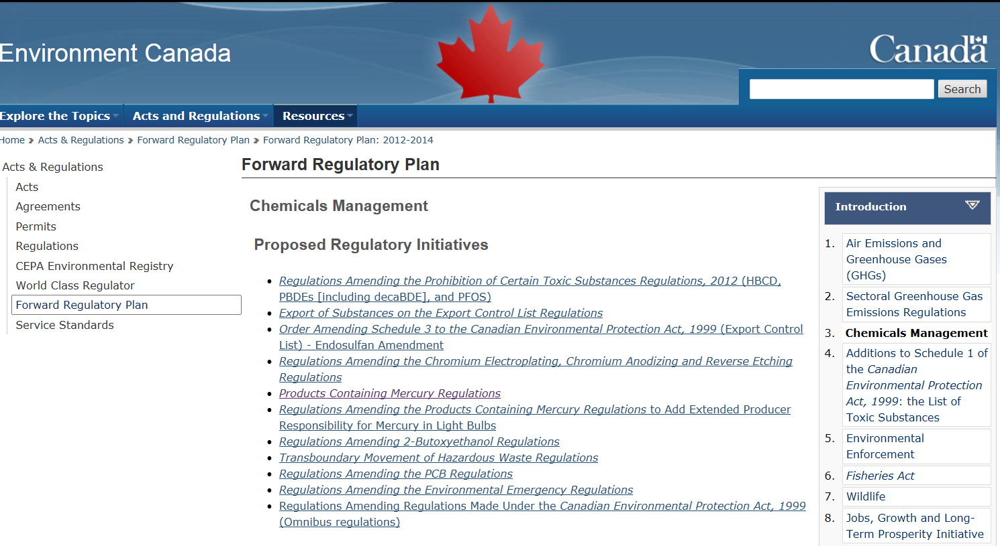 Environment Canada
Canada
Search
Explore the Topics
Acts and Regulations
Resources
Home
Acts & Regulations
Forward Regulatory Plan
Forward Regulatory Plan: 2012-2014
Acts & Regulations
Acts
Agreements
Permits
Regulations
CEPA Environmental Registry
World Class Regulator
Forward Regulatory Plan
Service Standards
Forward Regulatory Plan
Chemicals Management
Proposed Regulatory Initiatives
• Regulations Amending the Prohibition of Certain Toxic Substances Regulations, 2012 (HBCD,
PBDEs [including decaBDE], and PFOS)
• Export of Substances on the Export Control List Regulations
• Order Amending Schedule 3 to the Canadian Environmental Protection Act, 1999 (Export Control
List) - Endosulfan Amendment
• Regulations Amending the Chromium Electroplating, Chromium Anodizing and Reverse Etching
Regulations
• Products Containing Mercury Regulations
• Regulations Amending the Products Containing Mercury Regulations to Add Extended Producer
Responsibility for Mercury in Light Bulbs
• Regulations Amending 2-Butoxyethanol Regulations
• Transboundary Movement of Hazardous Waste Regulations
• Regulations Amending the PCB Regulations
• Regulations Amending the Environmental Emergency Regulations
• Regulations Amending Regulations Made Under the Canadian Environmental Protection Act, 1999
(Omnibus regulations)
Introduction
1. Air Emissions and
Greenhouse Gases
(GHGs)
2. Sectoral Greenhouse Gas
Emissions Regulations
3. Chemicals Management
4. Additions to Schedule 1 of
the Canadian
Environmental Protection
Act, 1999: the List of
Toxic Substances
5. Environmental
Enforcement
6. Fisheries Act
7. Wildlife
8. Jobs, Growth and Long-
Term Prosperity Initiative